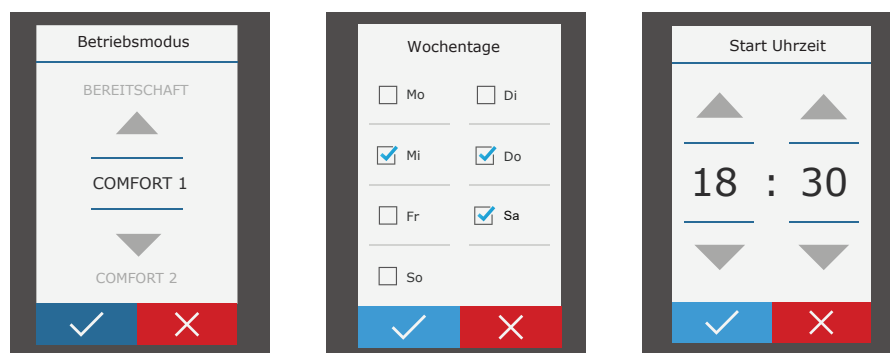 Betriebsmodus
BEREITSCHAFT
COMFORT 1
COMFORT 2
Wochentage
Mo Di
Mi Do
Fr Sa
So
Start Uhrzeit
18 : 30